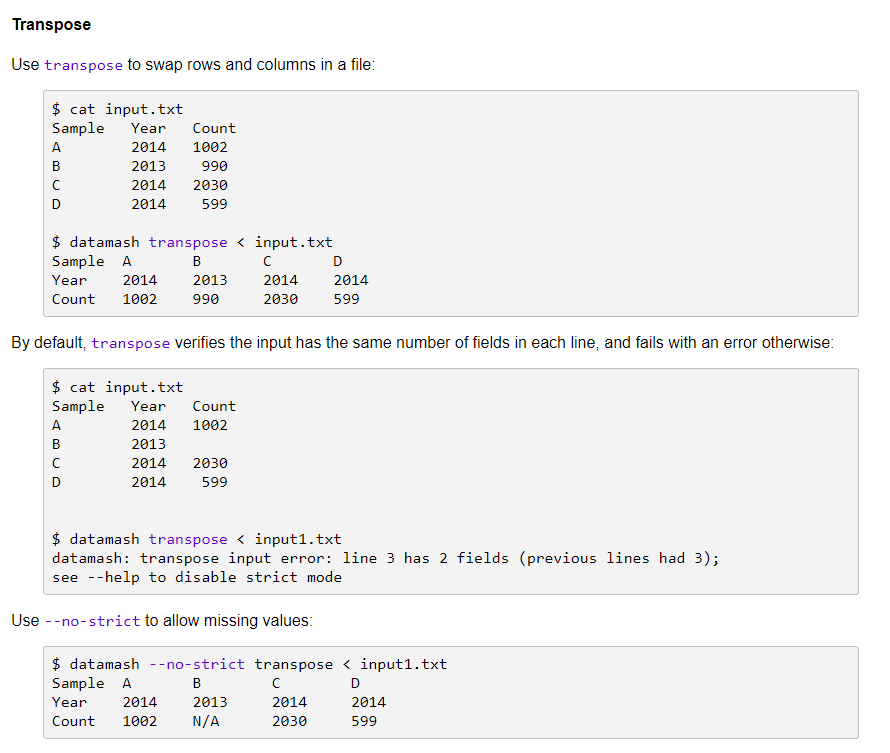 Transpose
Use transpose to swap rows and columns in a file:
$ cat input.txt
Sample   Year   Count
A        2014   1002
B        2013    990
C        2014   2030
D        2014    599
$ datamash transpose < input.txt
Sample  A       B       C       D
Year    2014    2013    2014    2014
Count   1002    990     2030    599
By default, transpose verifies the input has the same number of fields in each line, and fails with an error otherwise:
$ cat input.txt
Sample   Year   Count
A        2014   1002
B        2013
C        2014   2030
D        2014    599
$ datamash transpose < input1.txt
datamash: transpose input error: line 3 has 2 fields (previous lines had 3);
see --help to disable strict mode
Use --no-strict to allow missing values:
$ datamash --no-strict transpose < input1.txt
Sample  A       B        C        D
Year    2014    2013     2014     2014
Count   1002    N/A      2030     599